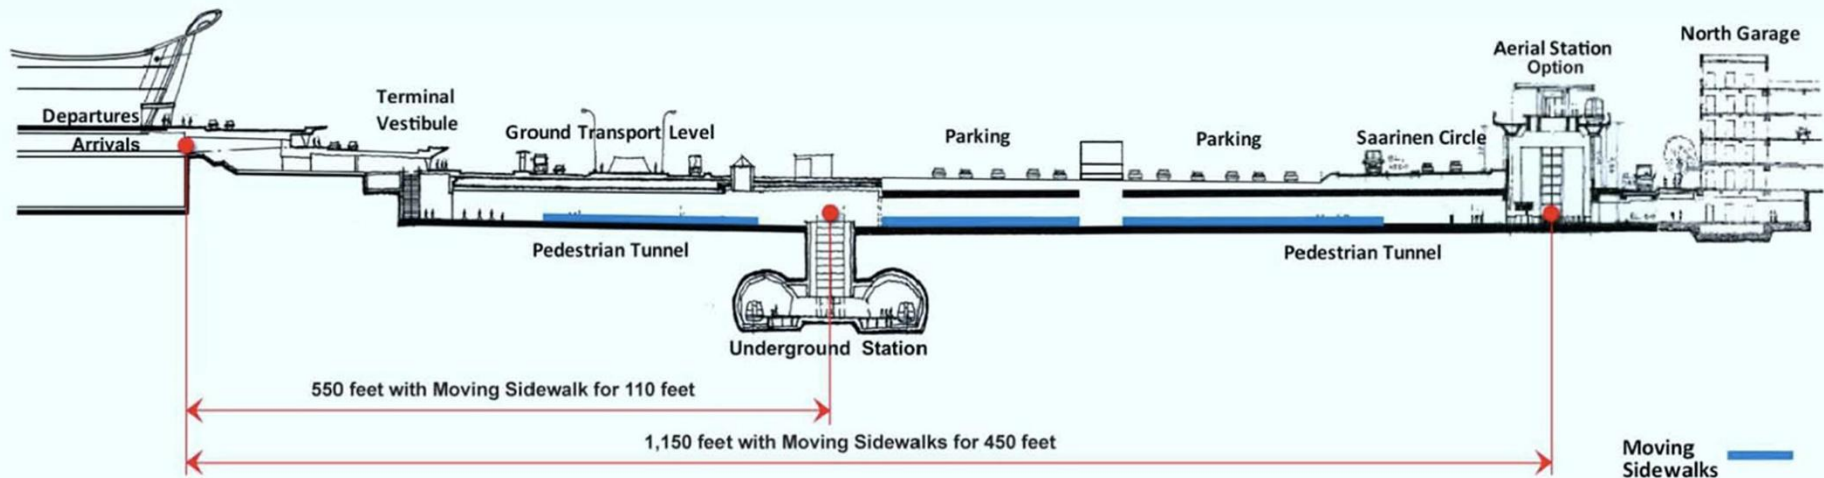 North Garage
Aerial Station
Option
Departures
Arrivals
Terminal
Vestibule
Ground Transport Level
Parking
Parking
Saarinen Circle
Pedestrian Tunnel
Pedestrian Tunnel
Underground Station
550 feet with Moving Sidewalk for 110 feet
1,150 feet with Moving Sidewalks for 450 feet
Moving
Sidewalks